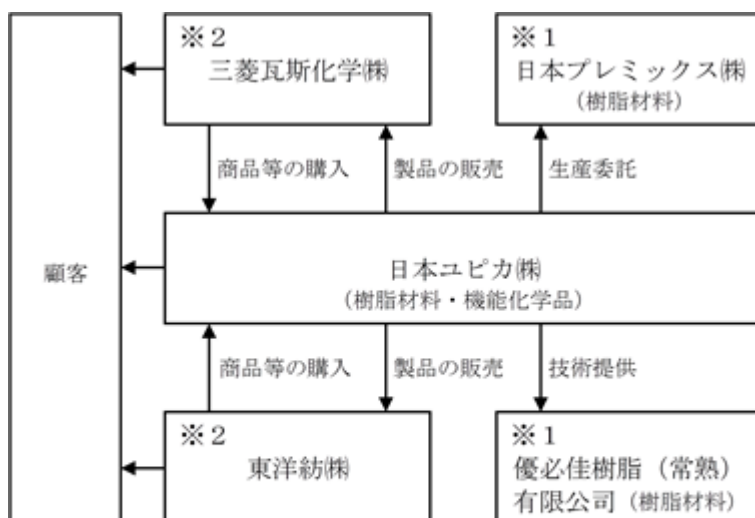 ※２
三菱瓦斯化学㈱
※１
日本プレミックス㈱
（樹脂材料）
商品等の購入
製品の販売
生産委託
顧客
日本ユピカ㈱
（樹脂材料・機能化学品）
商品等の購入
製品の販売
技術提供
※２
東洋紡㈱
※１
優必佳樹脂（常熟）
有限公司（樹脂材料）